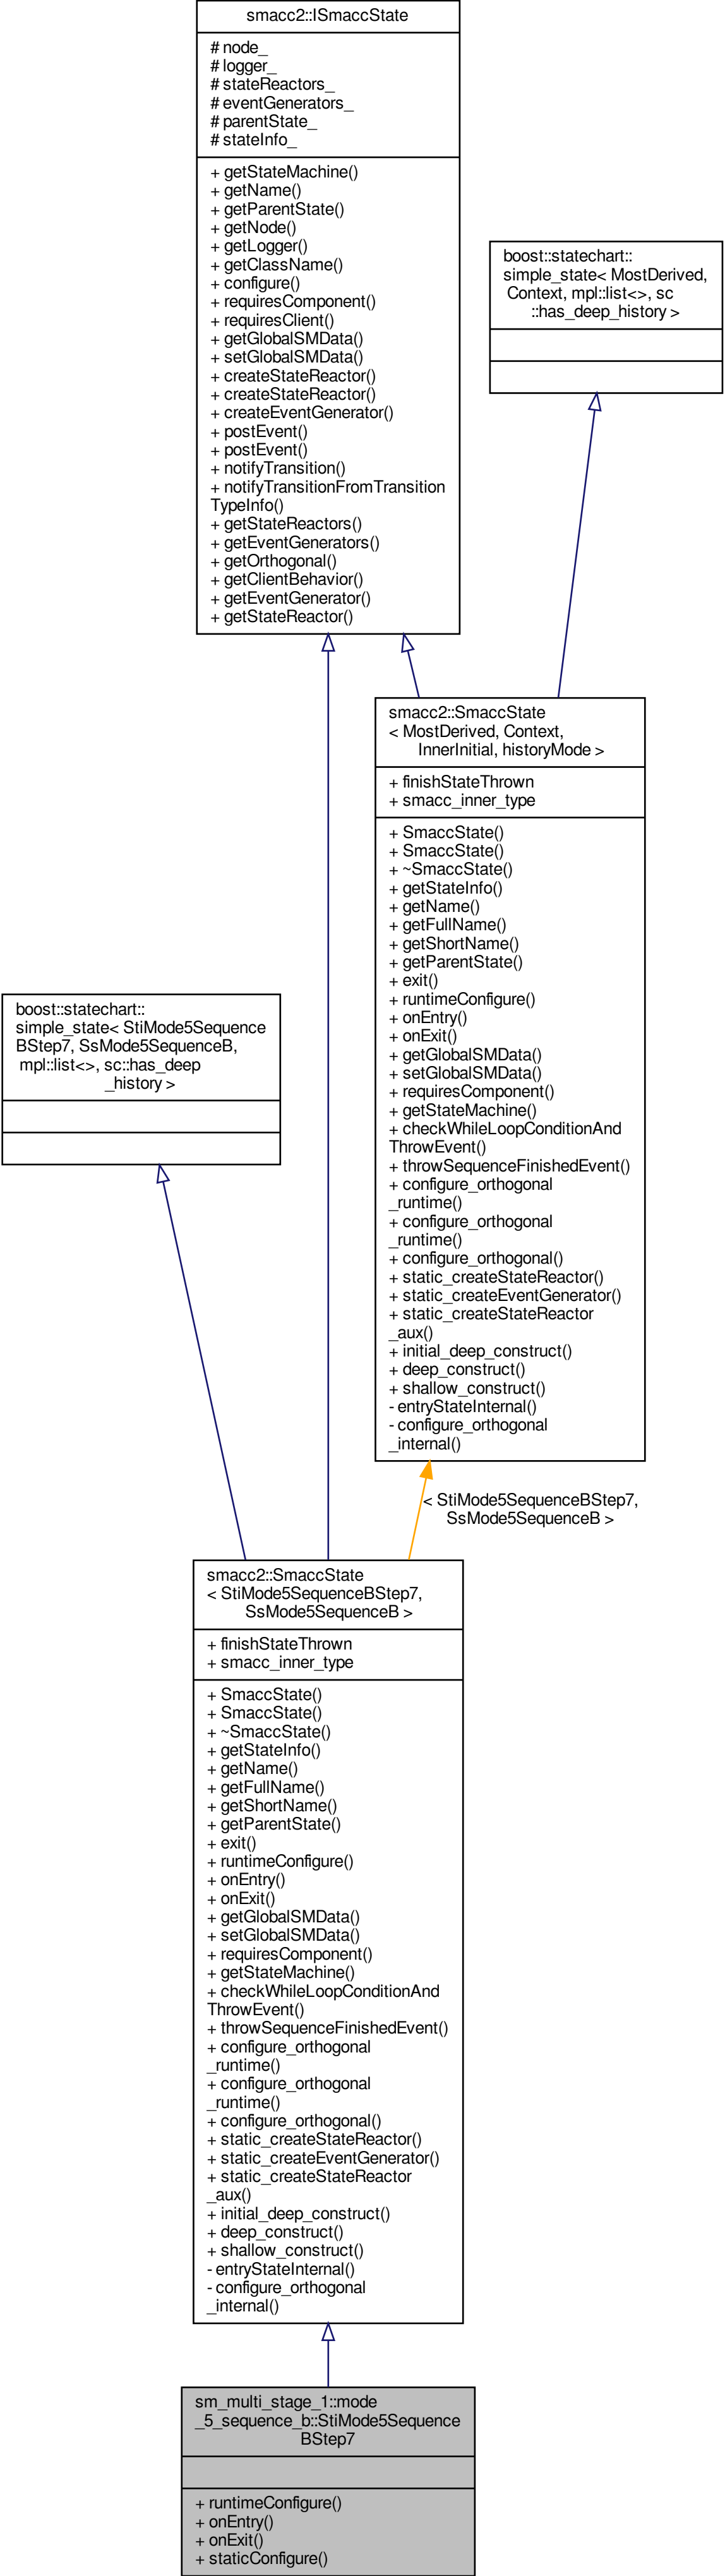 smacc2::ISmaccState
# node_
# logger_
# stateReactors_
# eventGenerators_
# parentState_
# stateInfo_
+ getStateMachine()
+ getName()
+ getParentState()
+ getNode()
+ getLogger()
+ getClassName()
+ configure()
+ requiresComponent()
+ requiresClient()
+ getGlobalSMData()
+ setGlobalSMData()
+ createStateReactor()
+ createStateReactor()
+ createEventGenerator()
+ postEvent()
+ postEvent()
+ notifyTransition()
+ notifyTransitionFromTransition
TypeInfo()
+ getStateReactors()
+ getEventGenerators()
+ getOrthogonal()
+ getClientBehavior()
+ getEventGenerator()
+ getStateReactor()
boost::statechart::
simple_state< MostDerived,
Context, mpl::list<>, sc
::has_deep_history >
smacc2::SmaccState
< MostDerived, Context,
InnerInitial, historyMode >
+ finishStateThrown
+ smacc_inner_type
+ SmaccState()
+ SmaccState()
+ ~SmaccState()
+ getStateInfo()
+ getName()
+ getFullName()
+ getShortName()
+ getParentState()
+ exit()
+ runtimeConfigure()
+ onEntry()
+ onExit()
+ getGlobalSMData()
+ setGlobalSMData()
+ requiresComponent()
+ getStateMachine()
+ checkWhileLoopConditionAnd
ThrowEvent()
+ throwSequenceFinishedEvent()
+ configure_orthogonal
_runtime()
+ configure_orthogonal
_runtime()
+ configure_orthogonal()
+ static_createStateReactor()
+ static_createEventGenerator()
+ static_createStateReactor
_aux()
+ initial_deep_construct()
+ deep_construct()
+ shallow_construct()
- entryStateInternal()
- configure_orthogonal
_internal()
boost::statechart::
simple_state< StiMode5Sequence
BStep7, SsMode5SequenceB,
mpl::list<>, sc::has_deep
_history >
< StiMode5SequenceBStep7,
SsMode5SequenceB >
smacc2::SmaccState
< StiMode5SequenceBStep7,
SsMode5SequenceB >
+ finishStateThrown
+ smacc_inner_type
+ SmaccState()
+ SmaccState()
+ ~SmaccState()
+ getStateInfo()
+ getName()
+ getFullName()
+ getShortName()
+ getParentState()
+ exit()
+ runtimeConfigure()
+ onEntry()
+ onExit()
+ getGlobalSMData()
+ setGlobalSMData()
+ requiresComponent()
+ getStateMachine()
+ checkWhileLoopConditionAnd
ThrowEvent()
+ throwSequenceFinishedEvent()
+ configure_orthogonal
_runtime()
+ configure_orthogonal
_runtime()
+ configure_orthogonal()
+ static_createStateReactor()
+ static_createEventGenerator()
+ static_createStateReactor
_aux()
+ initial_deep_construct()
+ deep_construct()
+ shallow_construct()
- entryStateInternal()
- configure_orthogonal
_internal()
sm_multi_stage_1::mode
_5_sequence_b::StiMode5Sequence
BStep7
+ runtimeConfigure()
+ onEntry()
+ onExit()
+ staticConfigure()